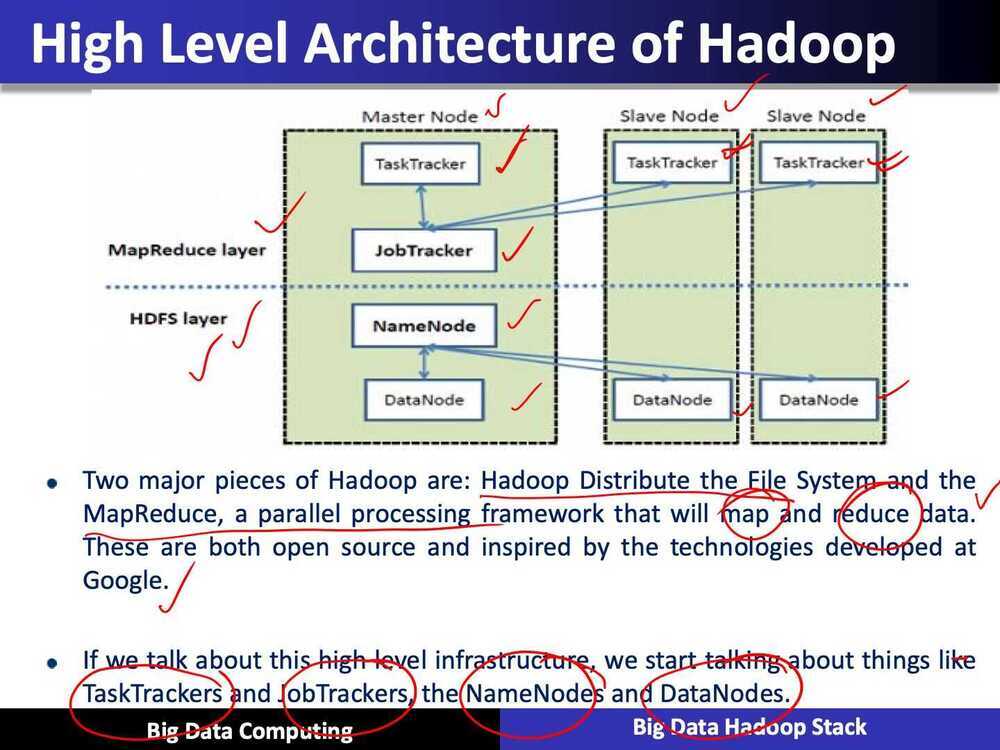 High Level Architecture of Hadoop
Master Node
Slave Node
Slave Node
TaskTracker
TaskTracker
TaskTracker
MapReduce layer
JobTracker
HDFS layer
NameNode
DataNode
DataNode
DataNode
• Two major pieces of Hadoop are: Hadoop Distribute the File System and the
MapReduce, a parallel processing framework that will map and reduce data.
These are both open source and inspired by the technologies developed at
Google.
• If we talk about this high level infrastructure, we start talking about things like
TaskTrackers and JobTrackers, the NameNodes and DataNodes.
Big Data Computing
Big Data Hadoop Stack